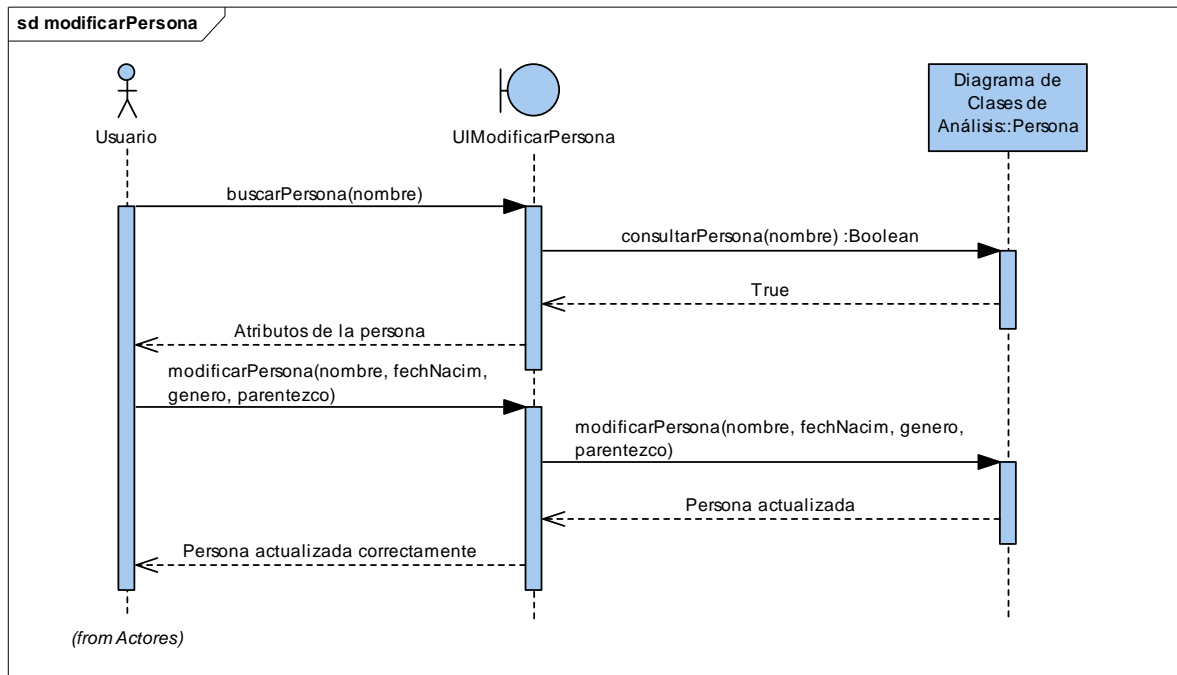 sd modificarPersona
Usuario
UIModificarPersona
Diagrama de
Clases de
Análisis::Persona
buscarPersona(nombre)
consultarPersona(nombre) :Boolean
True
Atributos de la persona
modificarPersona(nombre, fechNacim,
genero, parentezco)
modificarPersona(nombre, fechNacim, genero,
parentezco)
Persona actualizada
Persona actualizada correctamente
(from Actores)